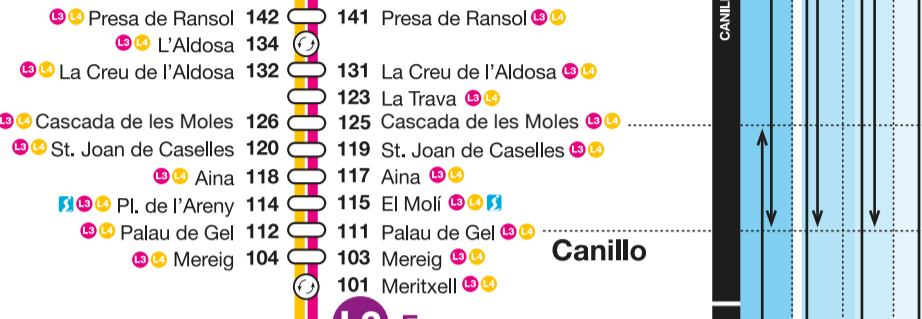 L3 L4 Presa de Ransol 142 141 Presa de Ransol L3 L4
L3 L4 L'Aldosa 134
L3 L4 La Creu de l'Aldosa 132 131 La Creu de l'Aldosa L3 L4
123 La Trava L3 L4
L3 L4 Cascada de les Moles 126 125 Cascada de les Moles L3 L4
L3 L4 St. Joan de Caselles 120 119 St. Joan de Caselles L3 L4
L3 L4 Aina 118 117 Aina L3 L4
L3 L4 Pl. de l'Areny 114 115 El Molí L3 L4
L3 L4 Palau de Gel 112 111 Palau de Gel L3 L4
Canillo
L3 L4 Mereig 104 103 Mereig L3 L4
101 Meritxell L3 L4